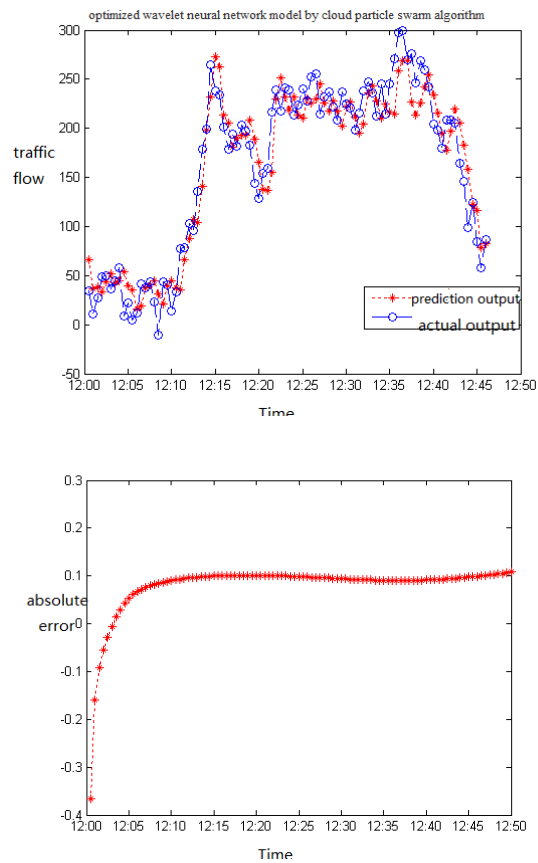 optimized wavelet neural network model by cloud particle swarm algorithm
300
250
200
150
100
50
0
-50
traffic
flow
prediction output
actual output
12:00 12:05 12:10 12:15 12:20 12:25 12:30 12:35 12:40 12:45 12:50
Time
0.3
0.2
0.1
0
-0.1
-0.2
-0.3
-0.4
absolute
error
12:00 12:05 12:10 12:15 12:20 12:25 12:30 12:35 12:40 12:45 12:50
Time